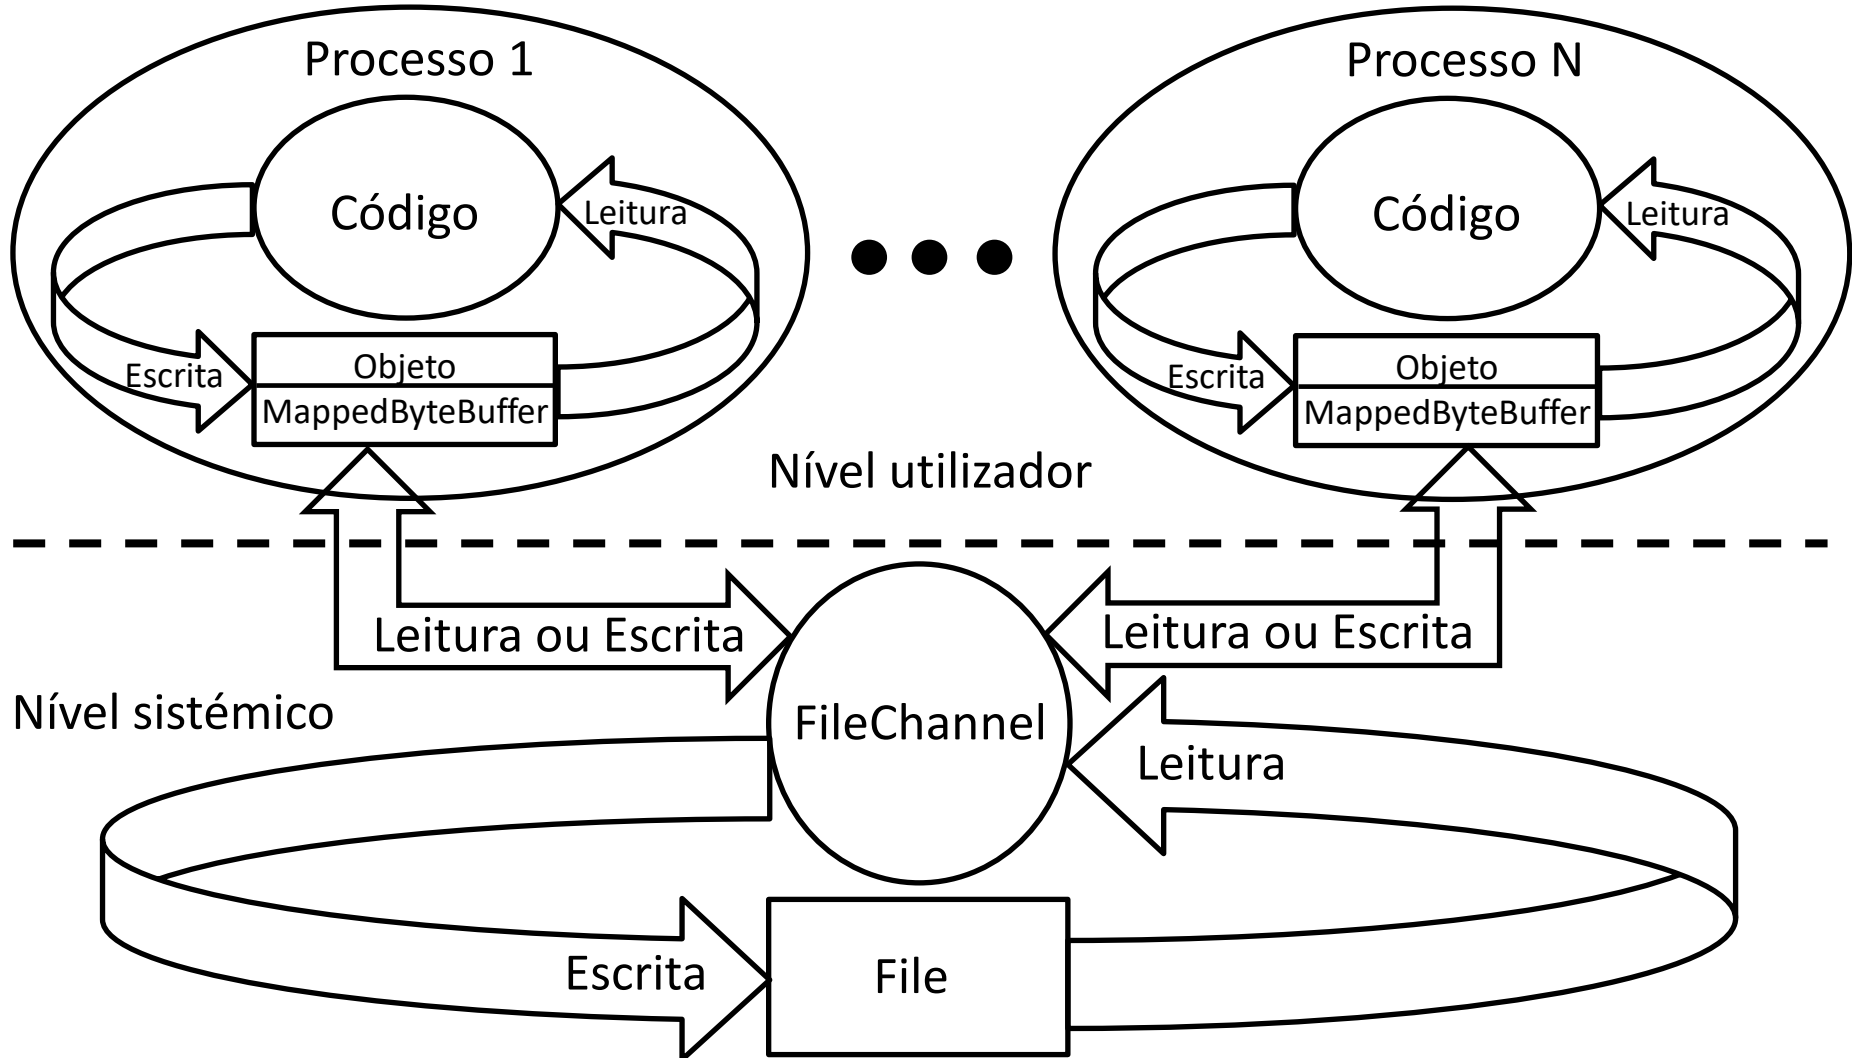 Processo 1
Código
Leitura
Escrita
Objeto
MappedByteBuffer
Processo N
Código
Leitura
Escrita
Objeto
MappedByteBuffer
Nível utilizador
Leitura ou Escrita
Leitura ou Escrita
Nível sistémico
FileChannel
Leitura
Escrita
File